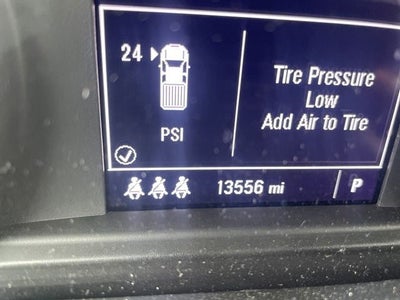 24
PSI
Tire Pressure
Low
Add Air to Tire
13556 mi
P